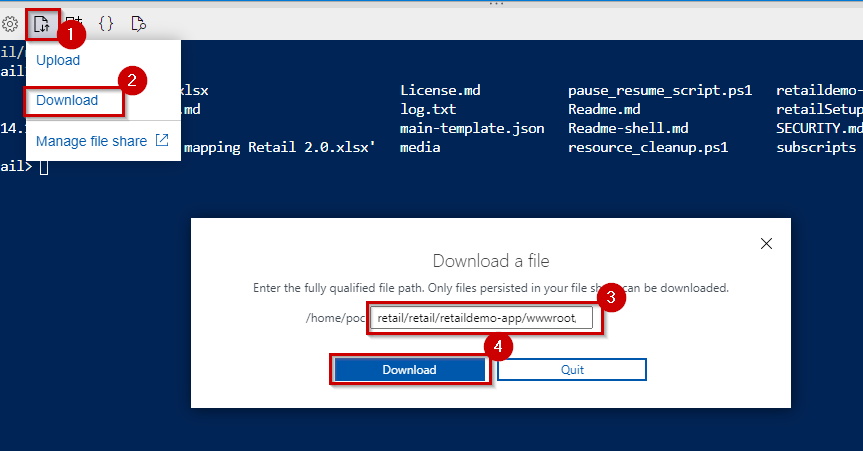 1
{}
il/
Upload
ail
2
Download
xlsx License.md pause_resume_script.ps1 retaildemo-
.md log.txt Readme.md retailSetup
14. main-template.json Readme-shell.md SECURITY.md
Manage file share
mapping Retail 2.0.xlsx' media resource_cleanup.ps1 subscripts
ail>
Download a file
Enter the fully qualified file path. Only files persisted in your file can be downloaded.
3
/home/poc retail/retail/retaildemo-app/wwwroot,
4
Download Quit